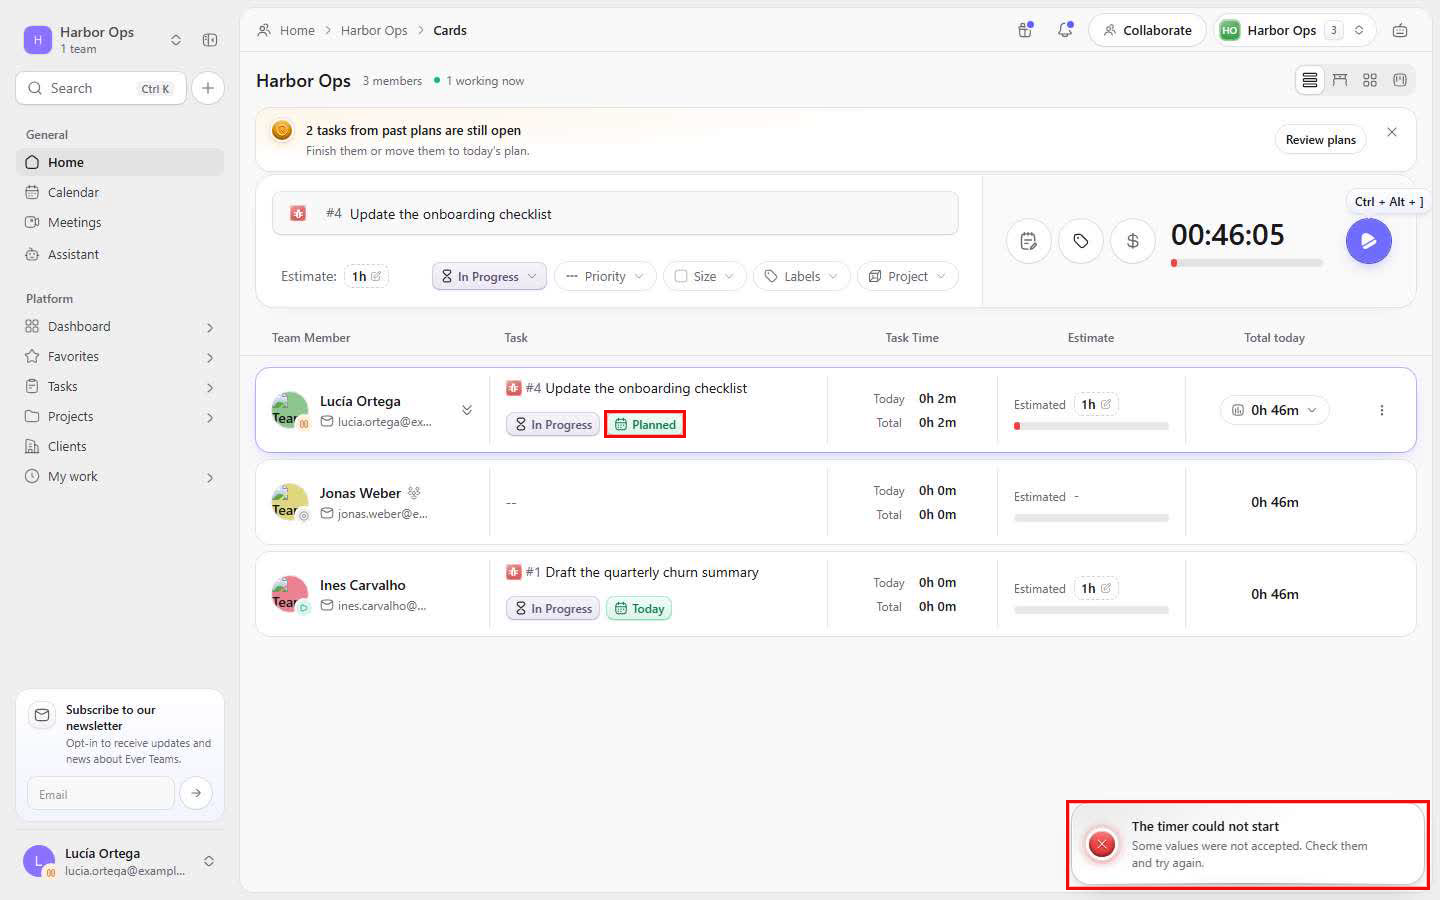 H
Harbor Ops
1 team
Search
Ctrl K
General
Home
Calendar
Meetings
Assistant
Platform
Dashboard
Favorites
Tasks
Projects
Clients
My work
Subscribe to our
newsletter
Opt-in to receive updates and
news about Ever Teams.
Email
L
Lucía Ortega
lucia.ortega@exampl...
Home
Harbor Ops
Cards
Collaborate
HO
Harbor Ops
3
Harbor Ops
3 members
1 working now
2 tasks from past plans are still open
Finish them or move them to today's plan.
Review plans
#4 Update the onboarding checklist
Estimate: 1h
In Progress
Priority
Size
Labels
Project
$
00:46:05
Ctrl + Alt + ]
Team Member
Task
Task Time
Estimate
Total today
Tear
Lucía Ortega
lucia.ortega@ex...
#4 Update the onboarding checklist
In Progress
Planned
Today 0h 2m
Total 0h 2m
Estimated 1h
0h 46m
Tear
Jonas Weber
jonas.weber@e...
--
Today 0h 0m
Total 0h 0m
Estimated -
0h 46m
Tear
Ines Carvalho
ines.carvalho@...
#1 Draft the quarterly churn summary
In Progress
Today
Today 0h 0m
Total 0h 0m
Estimated 1h
0h 46m
The timer could not start
Some values were not accepted. Check them
and try again.